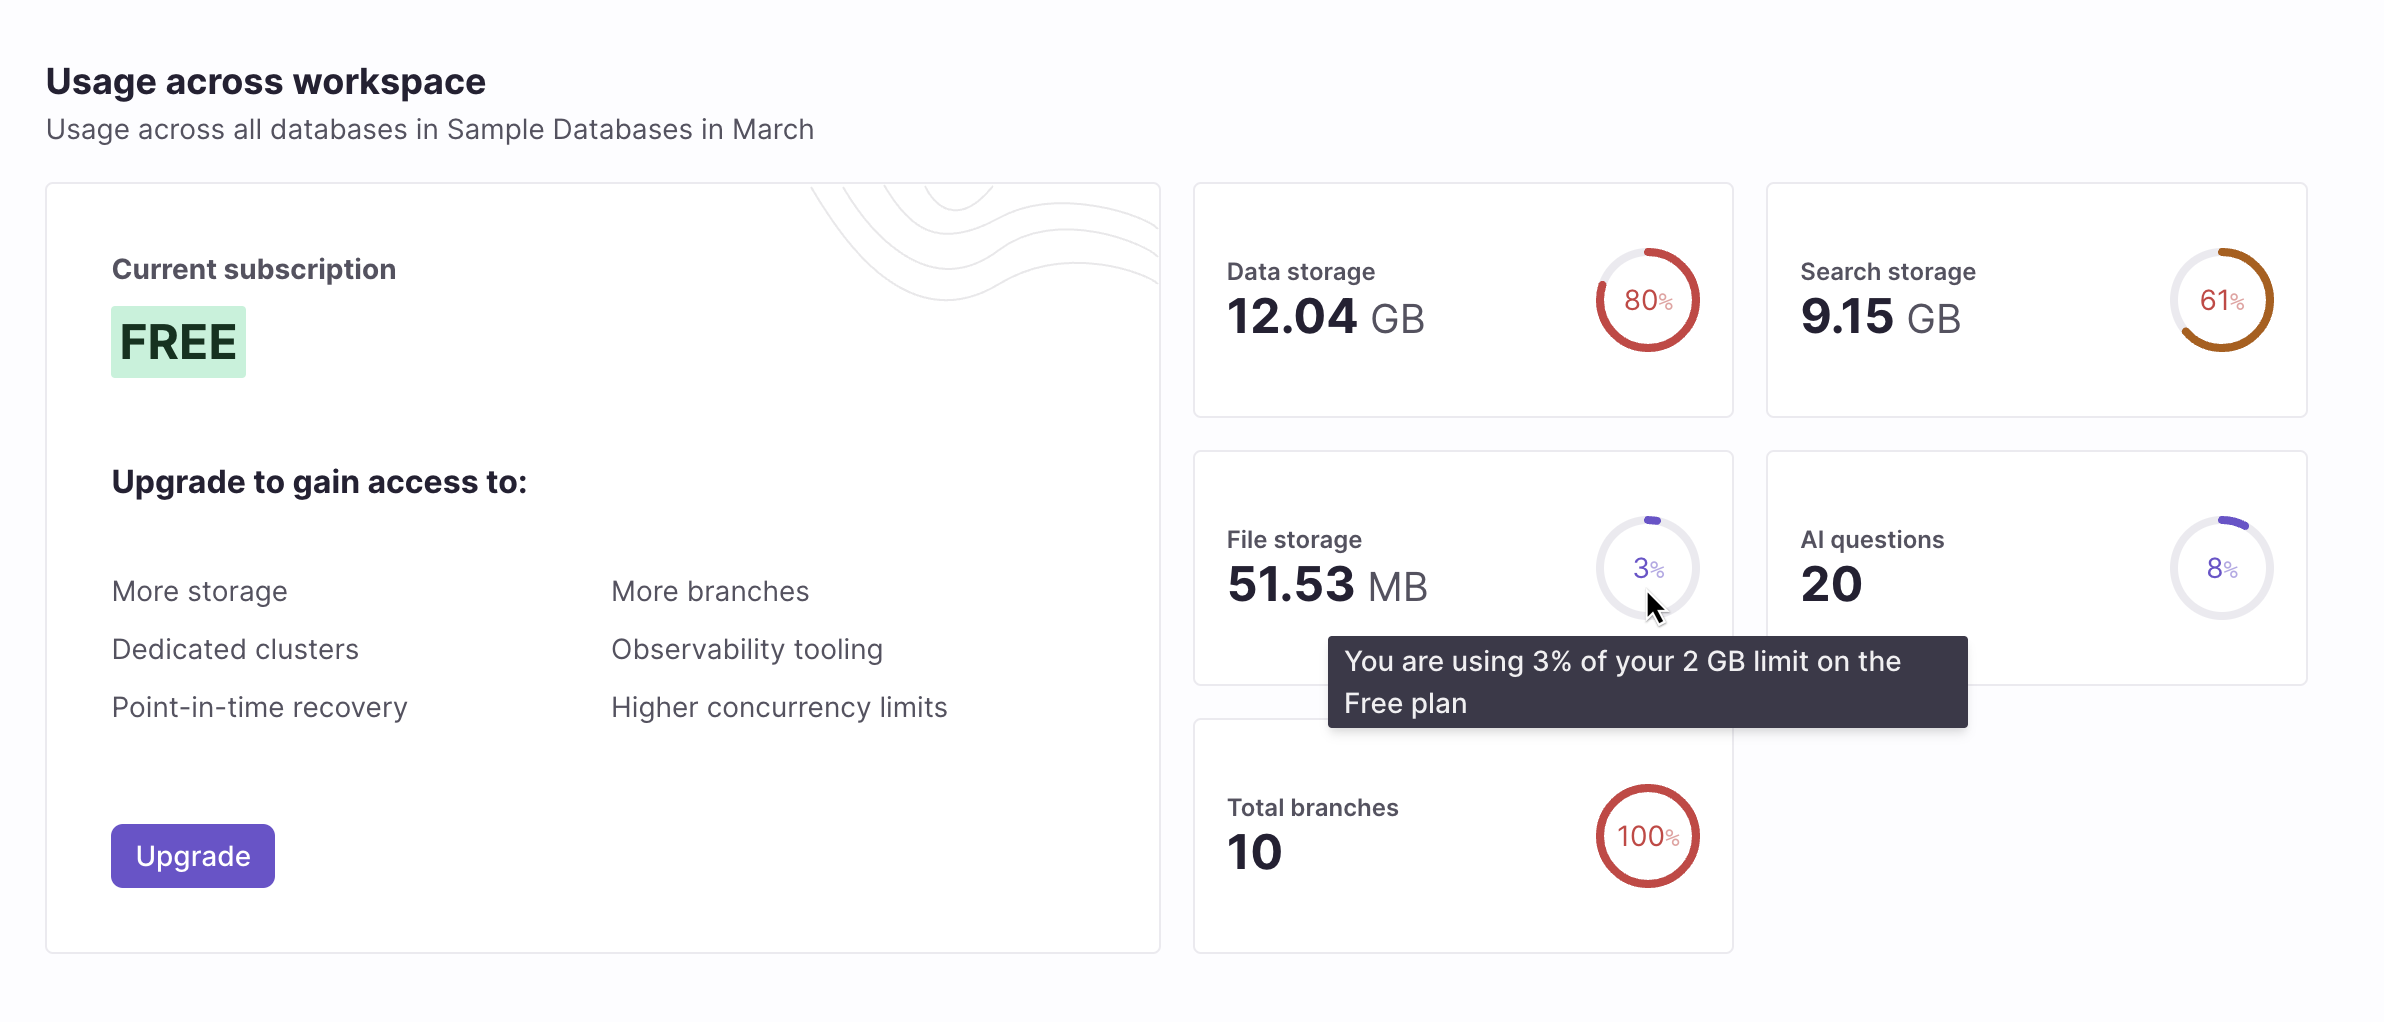 Usage across workspace
Usage across all databases in Sample Databases in March
Current subscription
FREE
Upgrade to gain access to:
More storage
More branches
Dedicated clusters
Observability tooling
Point-in-time recovery
Higher concurrency limits
Upgrade
Data storage
12.04 GB
80%
Search storage
9.15 GB
61%
File storage
51.53 MB
3%
AI questions
20
8%
You are using 3% of your 2 GB limit on the
Free plan
Total branches
10
100%